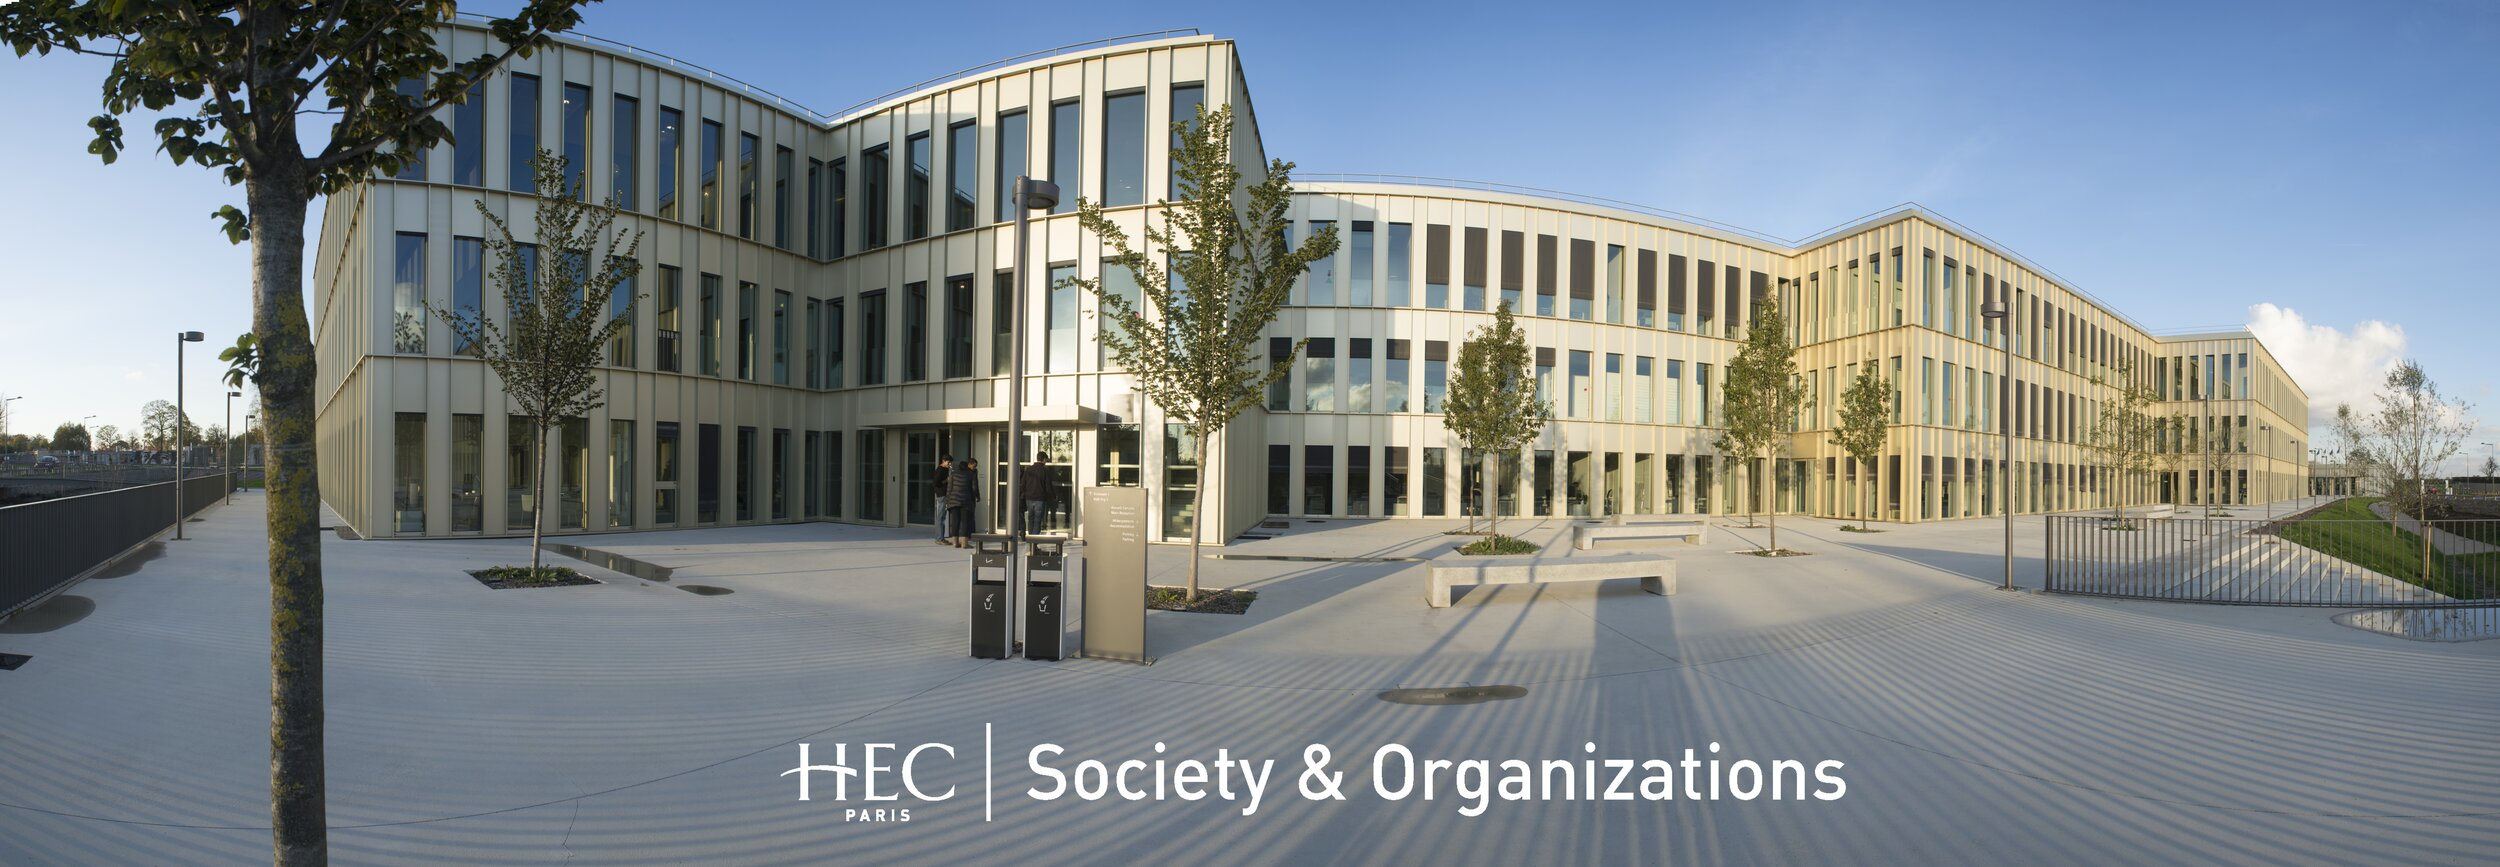 HEC
PARIS
Society & Organizations